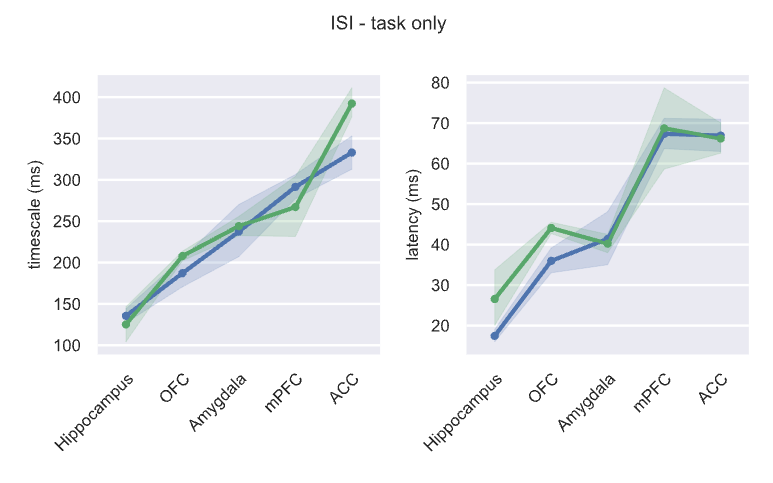 ISI - task only
timescale (ms)
400
350
300
250
200
150
100
Hippocampus
OFC
Amygdala
mPFC
ACC
latency (ms)
80
70
60
50
40
30
20
Hippocampus
OFC
Amygdala
mPFC
ACC